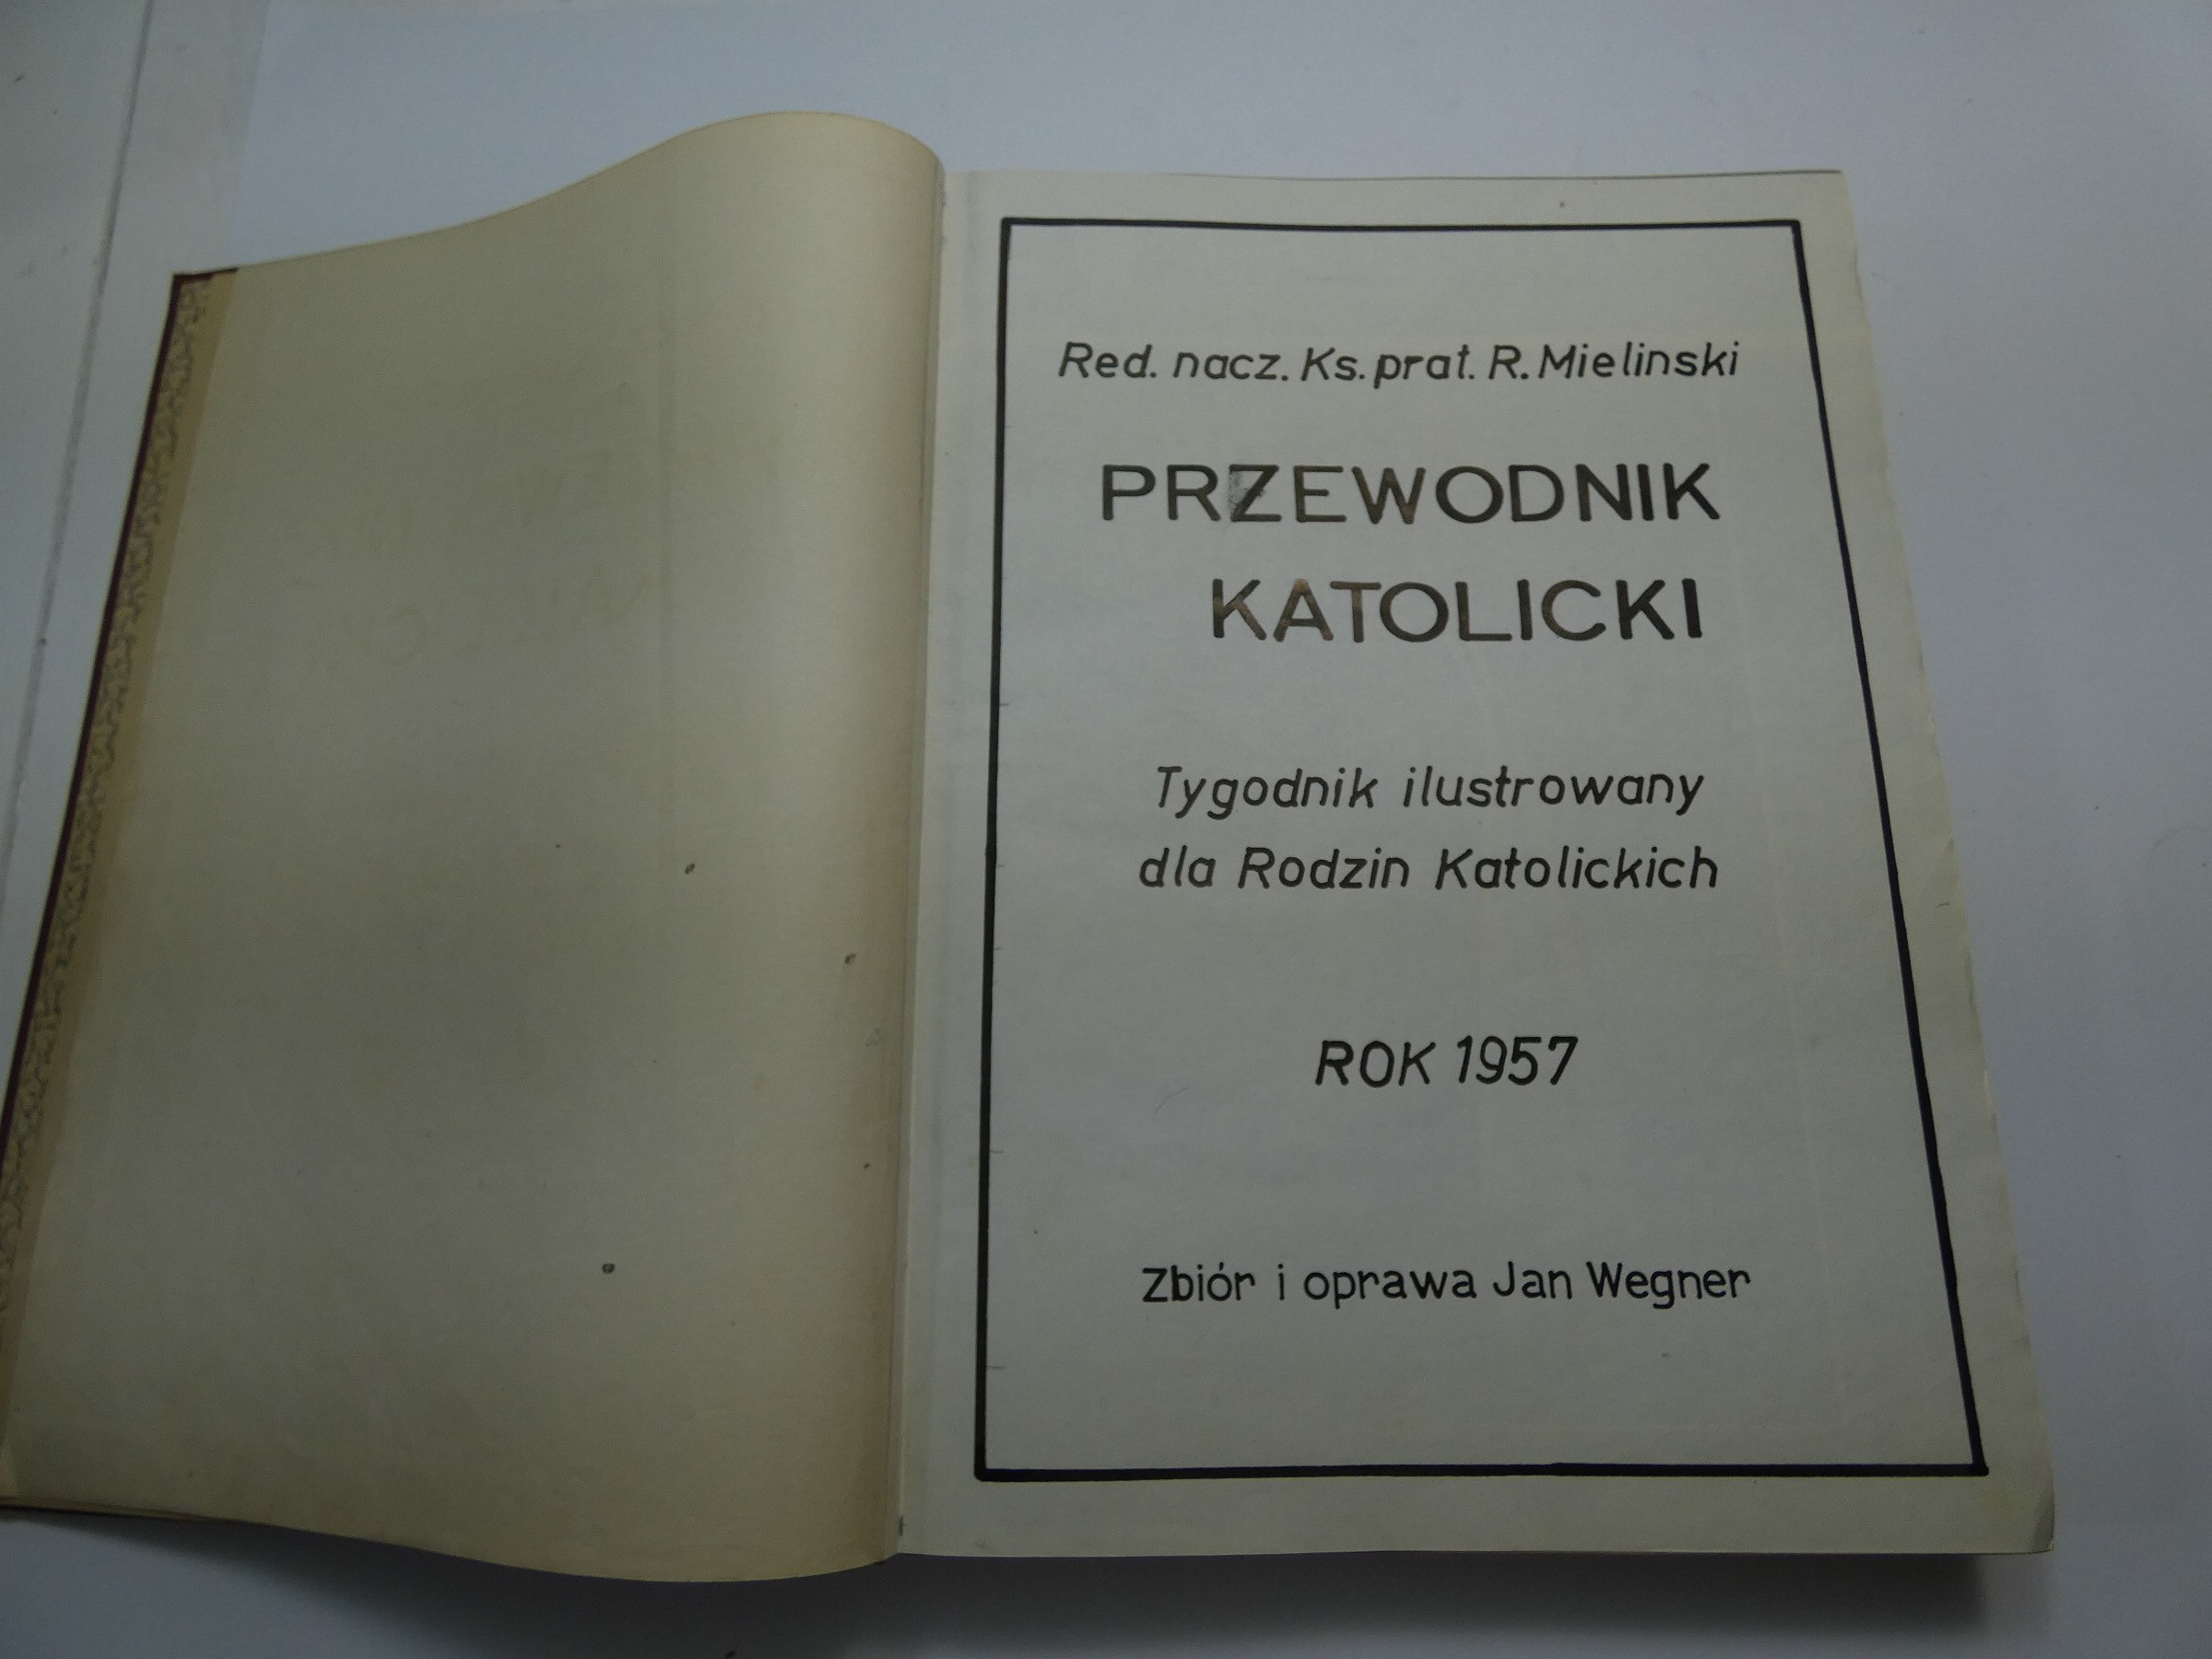 Red. nacz. Ks. prat. R. Mielinski
PRZEWODNIK
KATOLICKI
Tygodnik ilustrowany
dla Rodzin Katolickich
ROK 1957
Zbiór i oprawa Jan Wegner